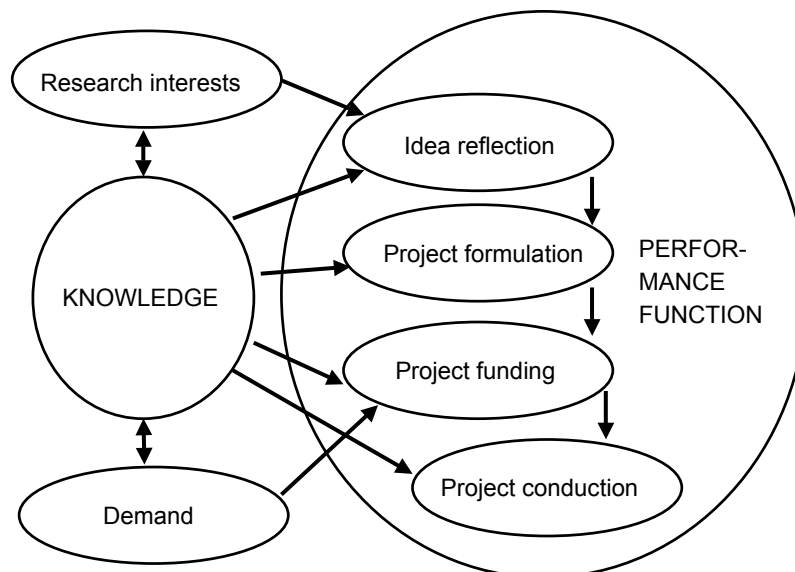 Research interests
Idea reflection
Project formulation
PERFOR-
MANCE
FUNCTION
KNOWLEDGE
Project funding
Project conduction
Demand